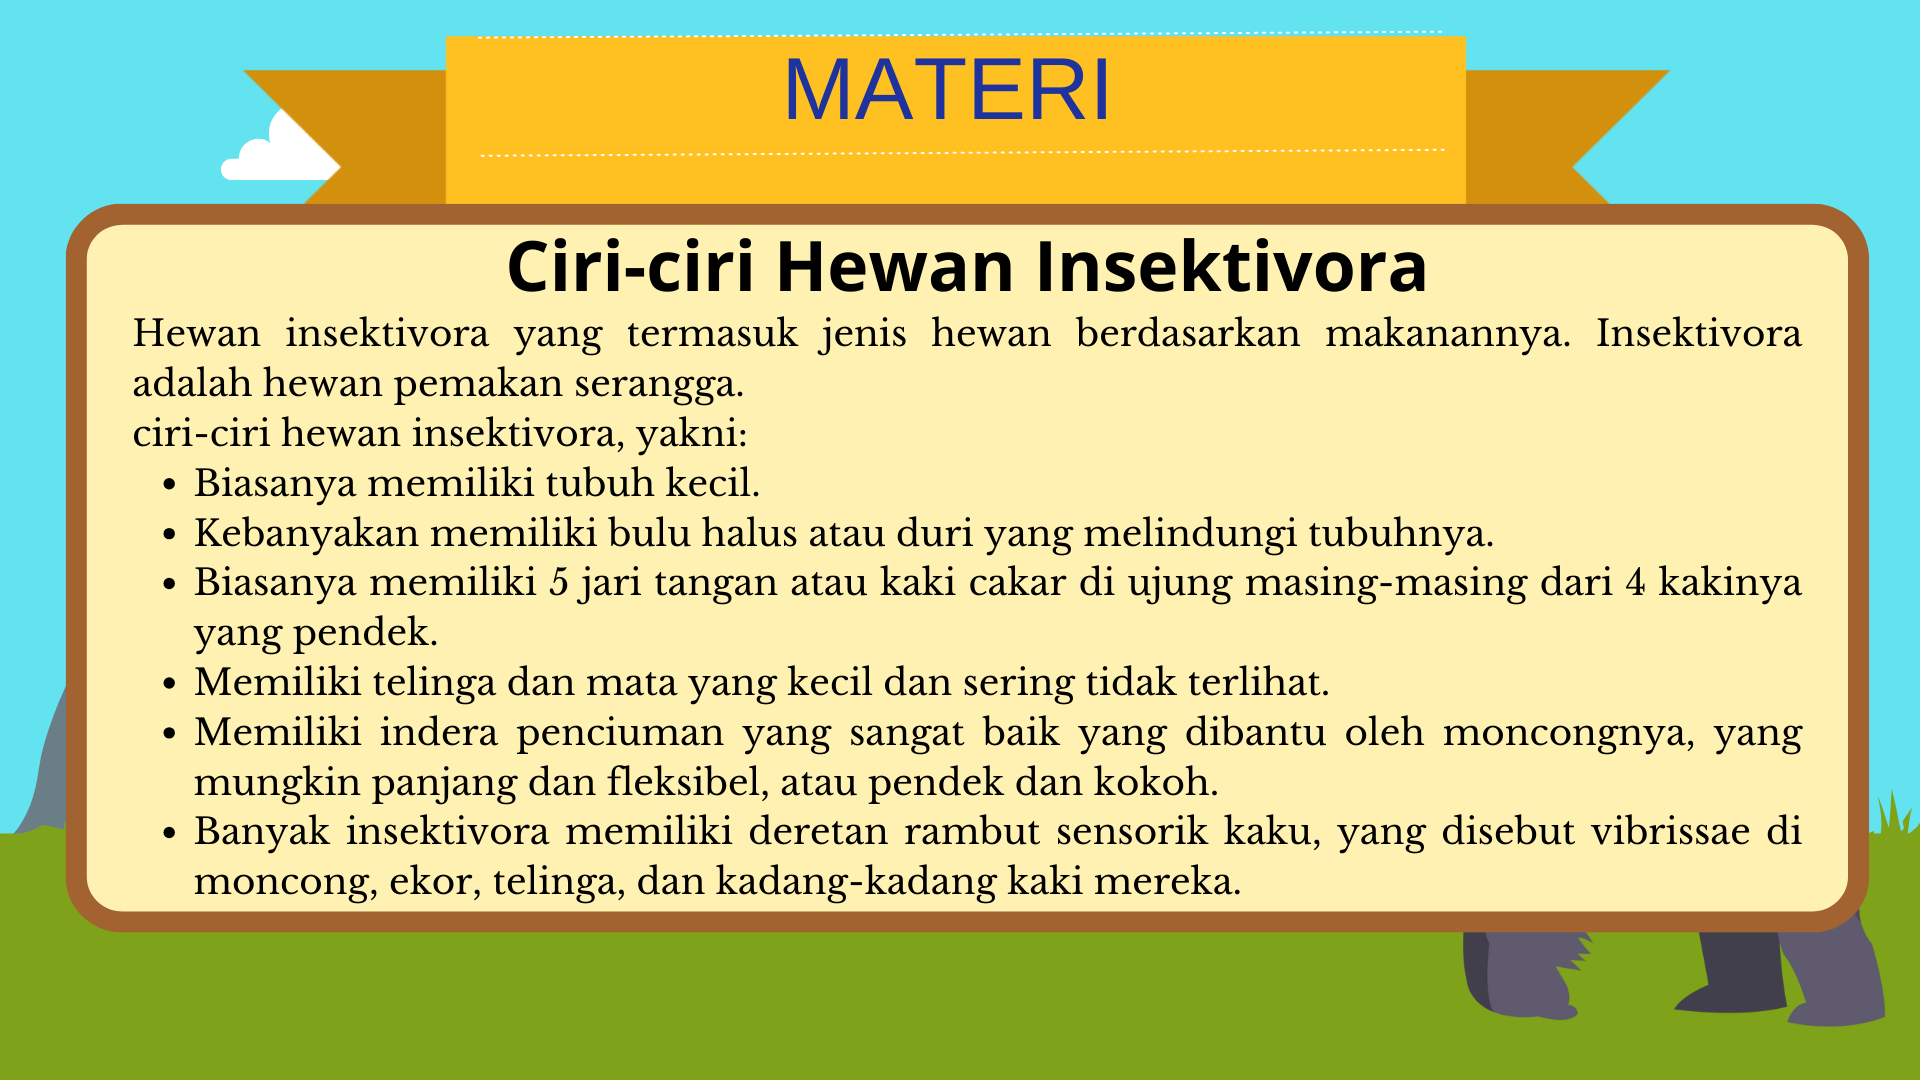 MATERI
Ciri-ciri Hewan Insektivora
Hewan insektivora yang termasuk jenis hewan berdasarkan makanannya. Insektivora
adalah hewan pemakan serangga.
ciri-ciri hewan insektivora, yakni:
• Biasanya memiliki tubuh kecil.
• Kebanyakan memiliki bulu halus atau duri yang melindungi tubuhnya.
• Biasanya memiliki 5 jari tangan atau kaki cakar di ujung masing-masing dari 4 kakinya
yang pendek.
• Memiliki telinga dan mata yang kecil dan sering tidak terlihat.
• Memiliki indera penciuman yang sangat baik yang dibantu oleh moncongnya, yang
mungkin panjang dan fleksibel, atau pendek dan kokoh.
• Banyak insektivora memiliki deretan rambut sensorik kaku, yang disebut vibrissae di
moncong, ekor, telinga, dan kadang-kadang kaki mereka.